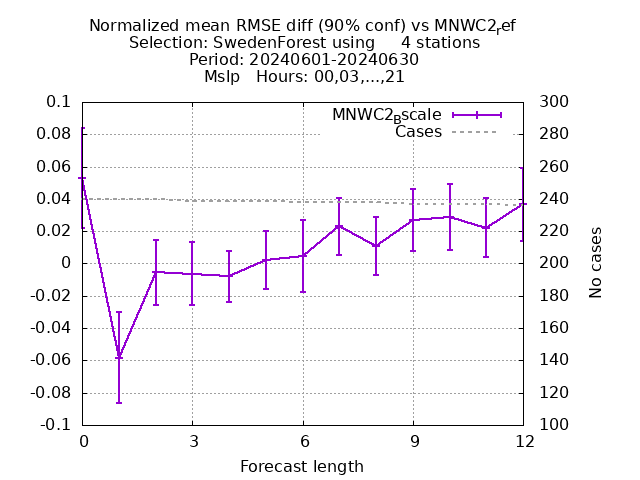 Normalized mean RMSE diff (90% conf) vs MNWC2ref
Selection: SwedenForest using 4 stations
Period: 20240601-20240630
Mslp Hours: 00,03,...,21
MNWC2Bscale
Cases
0.1
0.08
0.06
0.04
0.02
0
-0.02
-0.04
-0.06
-0.08
-0.1
300
280
260
240
220
200
180
160
140
120
100
No cases
0 3 6 9 12
Forecast length